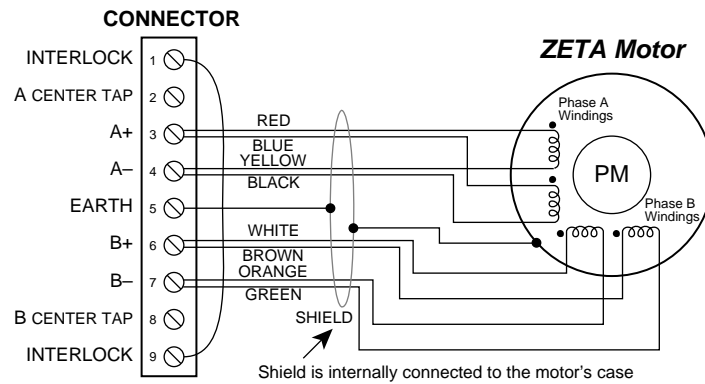 CONNECTOR
ZETA Motor
INTERLOCK 1
A CENTER TAP 2
A+ 3
A– 4
EARTH 5
B+ 6
B– 7
B CENTER TAP 8
INTERLOCK 9
RED
BLUE
YELLOW
BLACK
WHITE
BROWN
ORANGE
GREEN
SHIELD
Phase A
Windings
PM
Phase B
Windings
Shield is internally connected to the motor's case